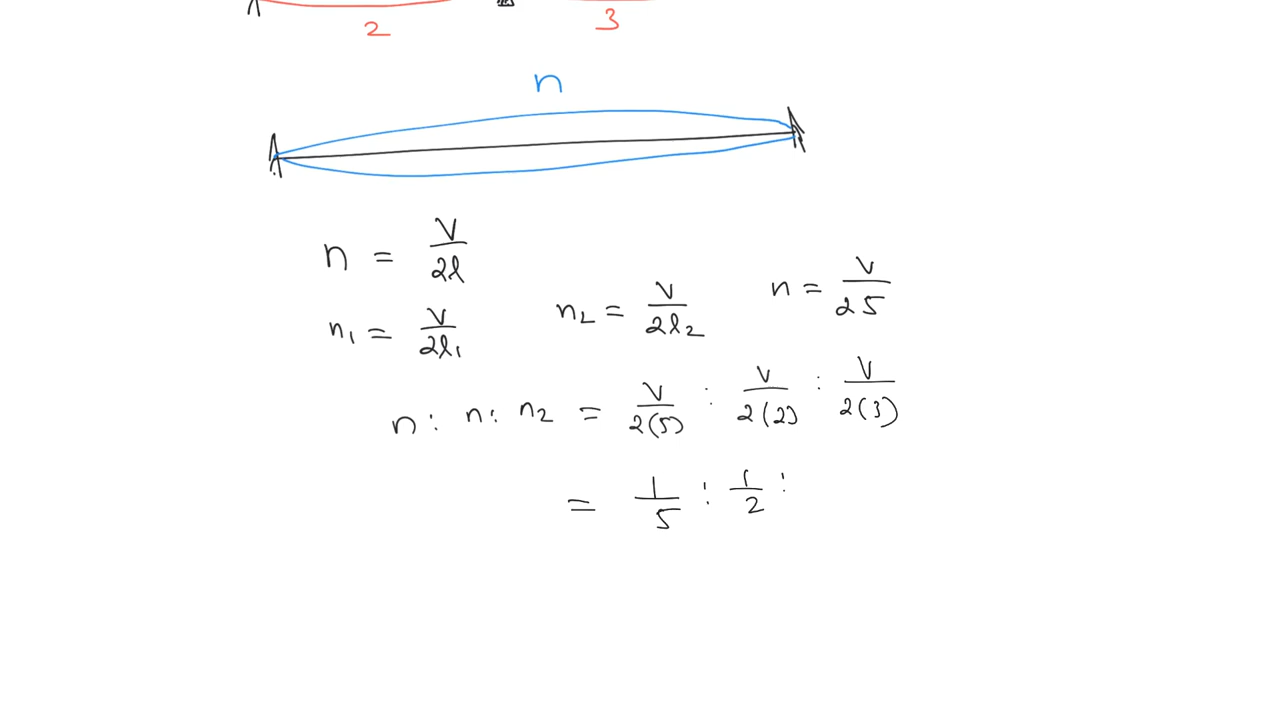 2 3
n
n = V/2l
n₁ = V/2l₁ n₂ = V/2l₂ n = V/25
n : n : n₂ = V/2(5) : V/2(2) : V/2(3)
= 1/5 : 1/2 :